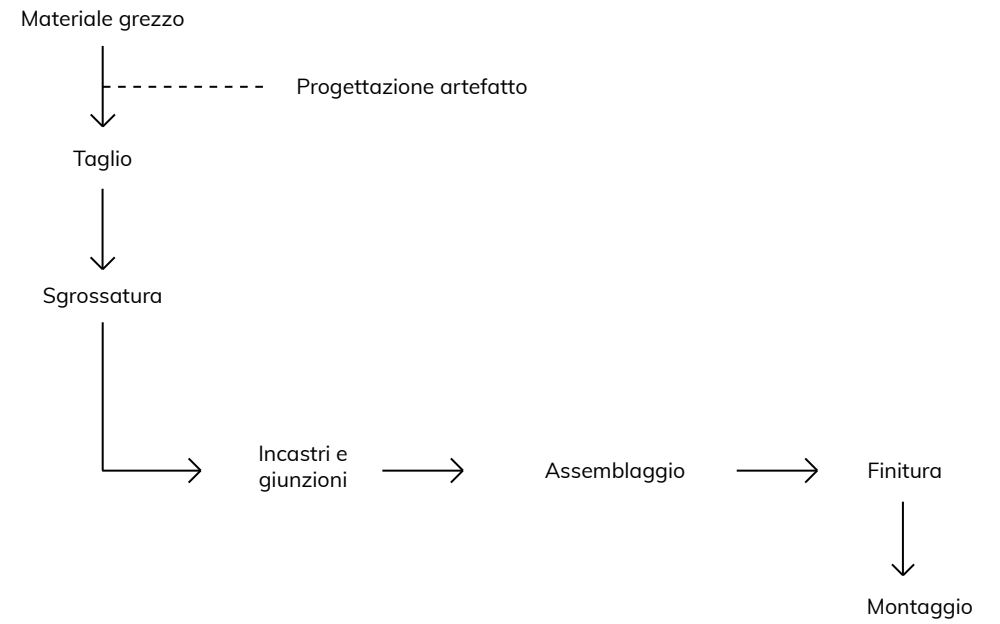 Materiale grezzo
Progettazione artefatto
Taglio
Sgrossatura
Incastri e
giunzioni
Assemblaggio
Finitura
Montaggio